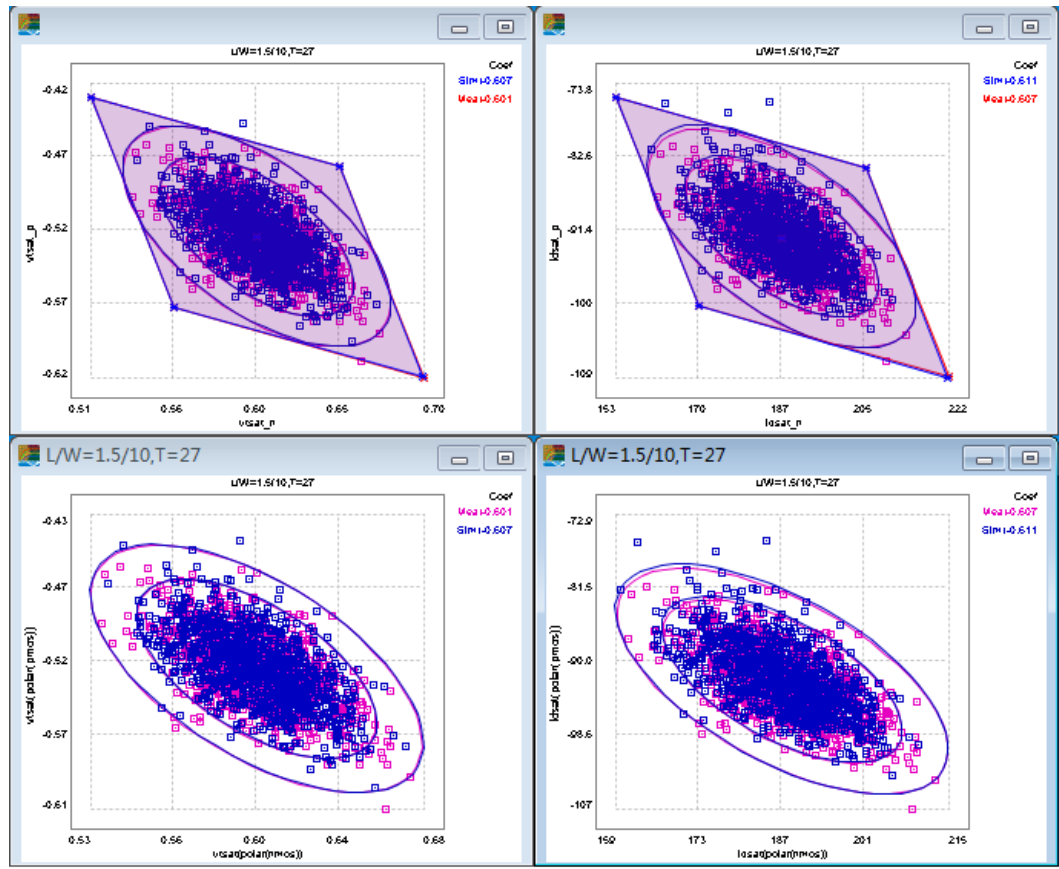 L/W=1.5/10,T=27
Coef
Sim:-0.607
Mea:-0.601
-0.42
-0.47
-0.52
-0.57
-0.62
0.51
0.56
0.60
0.65
0.70
vtsat_n
vtsat_p
L/W=1.5/10,T=27
Coef
Sim:-0.611
Mea:-0.607
-73.8
-82.6
-91.4
-100
-109
153
170
187
205
222
idsat_n
idsat_p
L/W=1.5/10,T=27
L/W=1.5/10,T=27
Coef
Mea:-0.601
Sim:-0.607
-0.43
-0.47
-0.52
-0.57
-0.61
0.53
0.56
0.60
0.64
0.68
vtsat(polar(nmos))
vtsat(polar(pmos))
L/W=1.5/10,T=27
L/W=1.5/10,T=27
Coef
Mea:-0.607
Sim:-0.611
-72.9
-81.5
-90.0
-98.6
-107
159
173
187
201
215
idsat(polar(nmos))
idsat(polar(pmos))